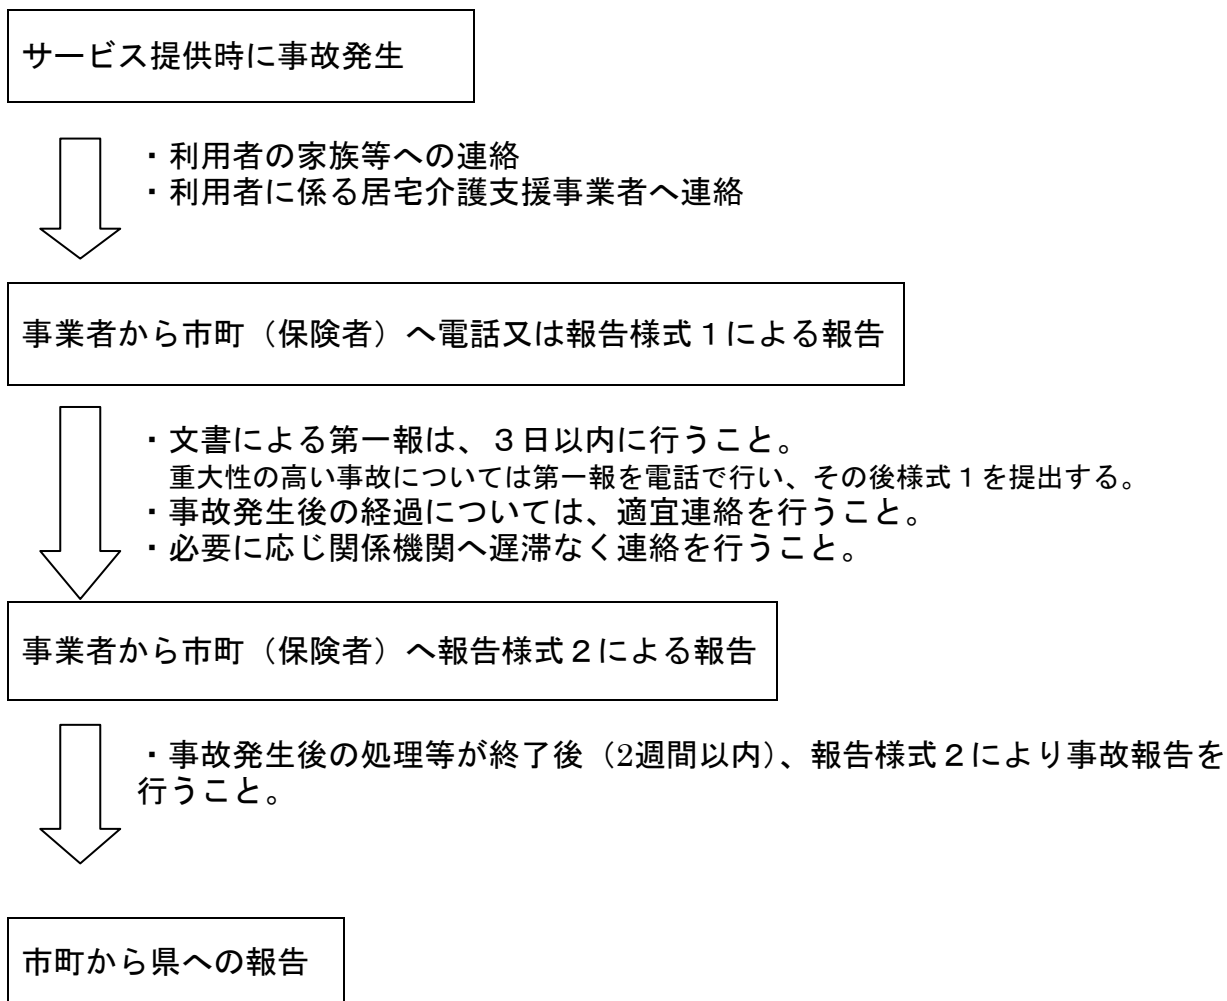 サービス提供時に事故発生
・利用者の家族等への連絡
・利用者に係る居宅介護支援事業者へ連絡
事業者から市町（保険者）へ電話又は報告様式１による報告
・文書による第一報は、３日以内に行うこと。
重大性の高い事故については第一報を電話で行い、その後様式１を提出する。
・事故発生後の経過については、適宜連絡を行うこと。
・必要に応じ関係機関へ遅滞なく連絡を行うこと。
事業者から市町（保険者）へ報告様式２による報告
・事故発生後の処理等が終了後（2週間以内）、報告様式２により事故報告を
行うこと。
市町から県への報告